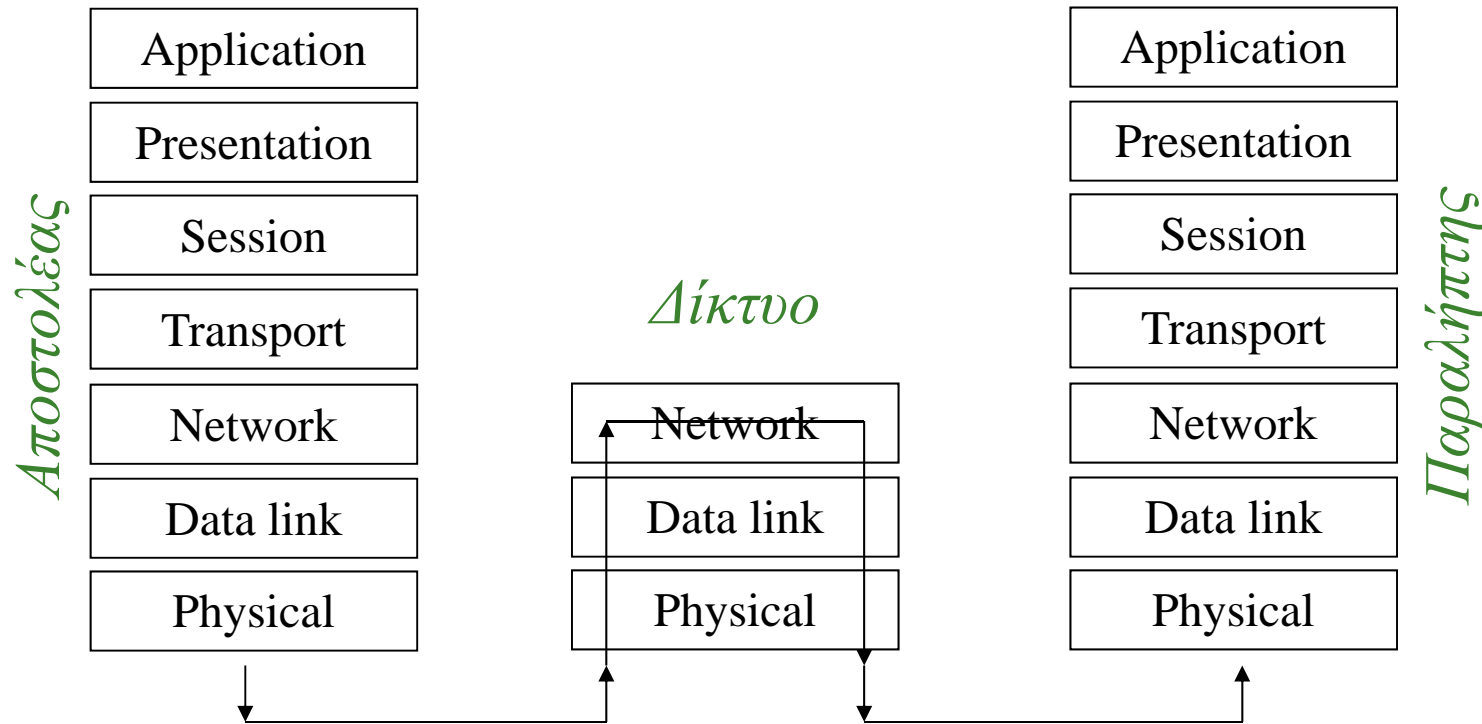 Αποστολέας
Application
Presentation
Session
Transport
Network
Data link
Physical
Δίκτυο
Network
Data link
Physical
Application
Presentation
Session
Transport
Network
Data link
Physical
Παραλήπτης